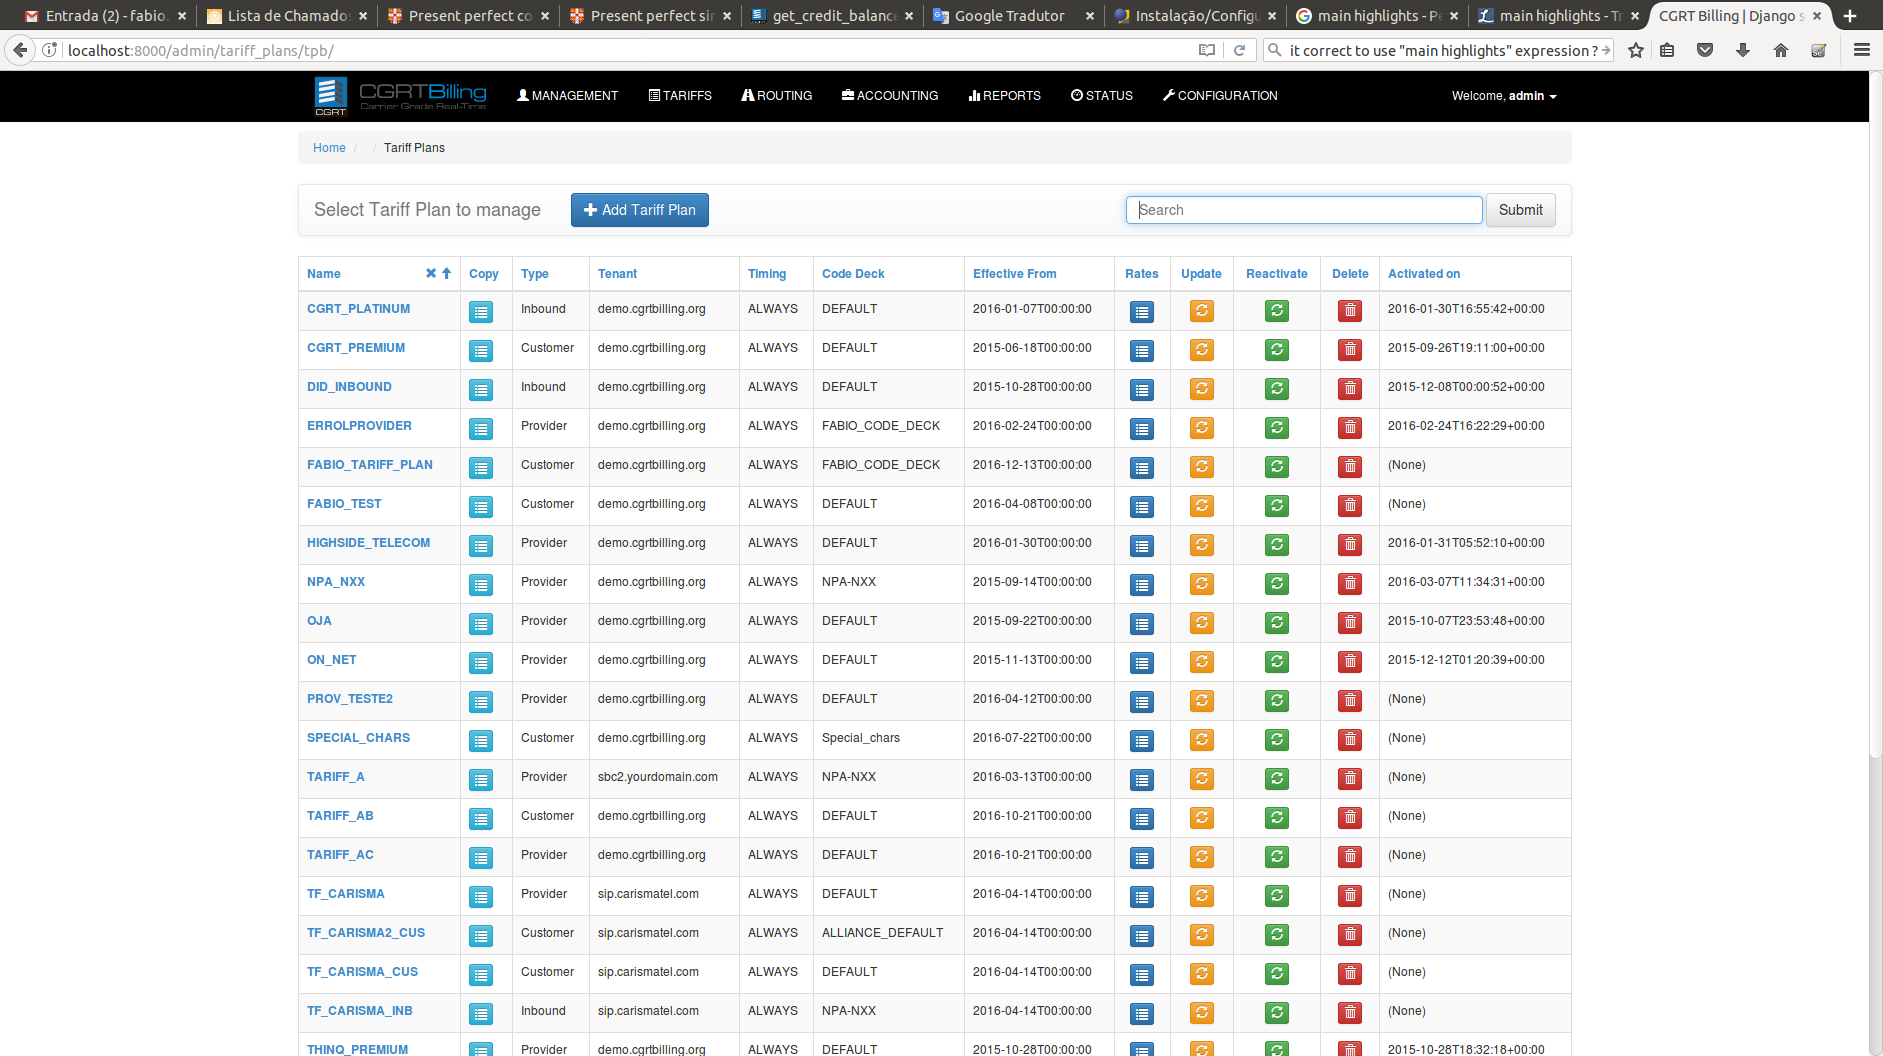 Entrada (2) - fabio. Lista de Chamados Present perfect co Present perfect sin get_credit_balance Google Tradutor Instalação/Configu main highlights - Pe main highlights - Tr CGRT Billing | Django s
localhost:8000/admin/tariff_plans/tpb/ it correct to use "main highlights" expression ?
CGRTBilling
Carrier Grade Real-Time
CGRT
MANAGEMENT TARIFFS ROUTING ACCOUNTING REPORTS STATUS CONFIGURATION Welcome, admin
Home / / Tariff Plans
Select Tariff Plan to manage Add Tariff Plan Search Submit
Name Copy Type Tenant Timing Code Deck Effective From Rates Update Reactivate Delete Activated on
CGRT_PLATINUM Inbound demo.cgrtbilling.org ALWAYS DEFAULT 2016-01-07T00:00:00 2016-01-30T16:55:42+00:00
CGRT_PREMIUM Customer demo.cgrtbilling.org ALWAYS DEFAULT 2015-06-18T00:00:00 2015-09-26T19:11:00+00:00
DID_INBOUND Inbound demo.cgrtbilling.org ALWAYS DEFAULT 2015-10-28T00:00:00 2015-12-08T00:00:52+00:00
ERROLPROVIDER Provider demo.cgrtbilling.org ALWAYS FABIO_CODE_DECK 2016-02-24T00:00:00 2016-02-24T16:22:29+00:00
FABIO_TARIFF_PLAN Customer demo.cgrtbilling.org ALWAYS FABIO_CODE_DECK 2016-12-13T00:00:00 (None)
FABIO_TEST Customer demo.cgrtbilling.org ALWAYS DEFAULT 2016-04-08T00:00:00 (None)
HIGHSIDE_TELECOM Provider demo.cgrtbilling.org ALWAYS DEFAULT 2016-01-30T00:00:00 2016-01-31T05:52:10+00:00
NPA_NXX Provider demo.cgrtbilling.org ALWAYS NPA-NXX 2015-09-14T00:00:00 2016-03-07T11:34:31+00:00
OJA Provider demo.cgrtbilling.org ALWAYS DEFAULT 2015-09-22T00:00:00 2015-10-07T23:53:48+00:00
ON_NET Provider demo.cgrtbilling.org ALWAYS DEFAULT 2015-11-13T00:00:00 2015-12-12T01:20:39+00:00
PROV_TESTE2 Provider demo.cgrtbilling.org ALWAYS DEFAULT 2016-04-12T00:00:00 (None)
SPECIAL_CHARS Customer demo.cgrtbilling.org ALWAYS Special_chars 2016-07-22T00:00:00 (None)
TARIFF_A Provider sbc2.yourdomain.com ALWAYS NPA-NXX 2016-03-13T00:00:00 (None)
TARIFF_AB Customer demo.cgrtbilling.org ALWAYS DEFAULT 2016-10-21T00:00:00 (None)
TARIFF_AC Provider demo.cgrtbilling.org ALWAYS DEFAULT 2016-10-21T00:00:00 (None)
TF_CARISMA Provider sip.carismatel.com ALWAYS DEFAULT 2016-04-14T00:00:00 (None)
TF_CARISMA2_CUS Customer sip.carismatel.com ALWAYS ALLIANCE_DEFAULT 2016-04-14T00:00:00 (None)
TF_CARISMA_CUS Customer sip.carismatel.com ALWAYS DEFAULT 2016-04-14T00:00:00 (None)
TF_CARISMA_INB Inbound sip.carismatel.com ALWAYS NPA-NXX 2016-04-14T00:00:00 (None)
THINQ_PREMIUM Provider demo.cgrtbilling.org ALWAYS DEFAULT 2015-10-28T00:00:00 2015-10-28T18:32:18+00:00